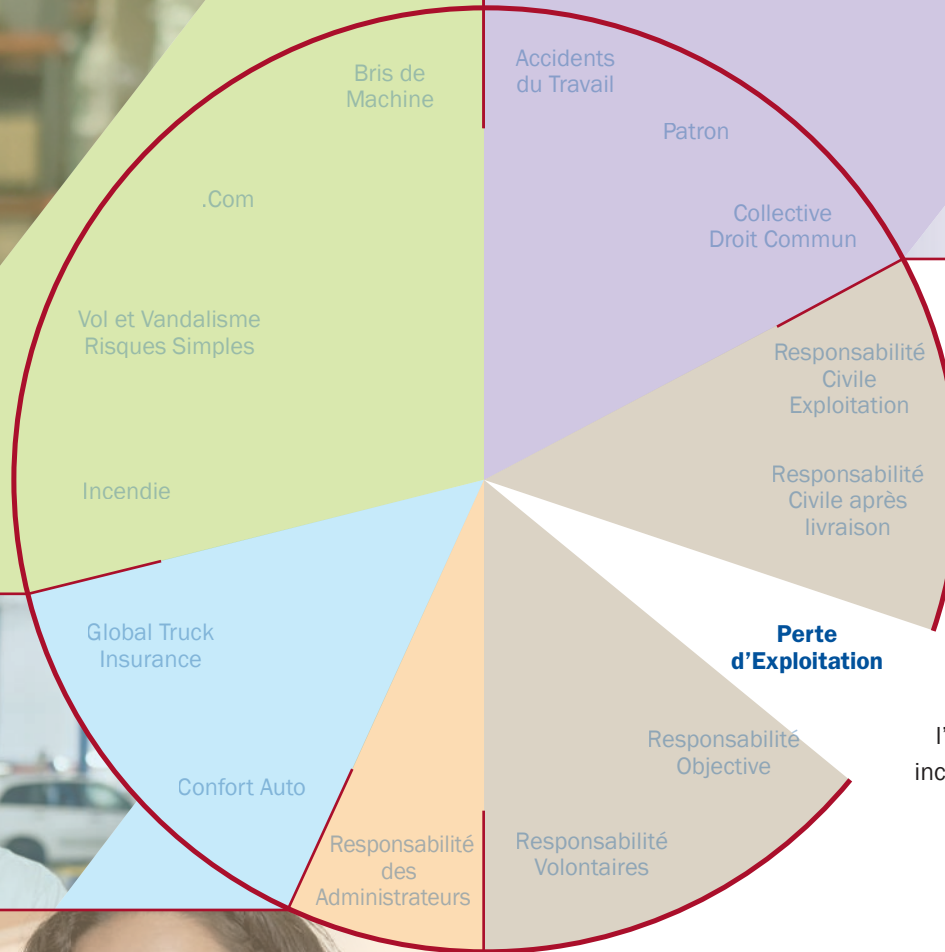 Bris de
Machine
Accidents
du Travail
Patron
.Com
Collective
Droit Commun
Vol et Vandalisme
Risques Simples
Responsabilité
Civile
Exploitation
Incendie
Responsabilité
Civile après
livraison
Global Truck
Insurance
Perte
d'Exploitation
Confort Auto
Responsabilité
Objective
Responsabilité
des
Administrateurs
Responsabilité
Volontaires
l'
inc